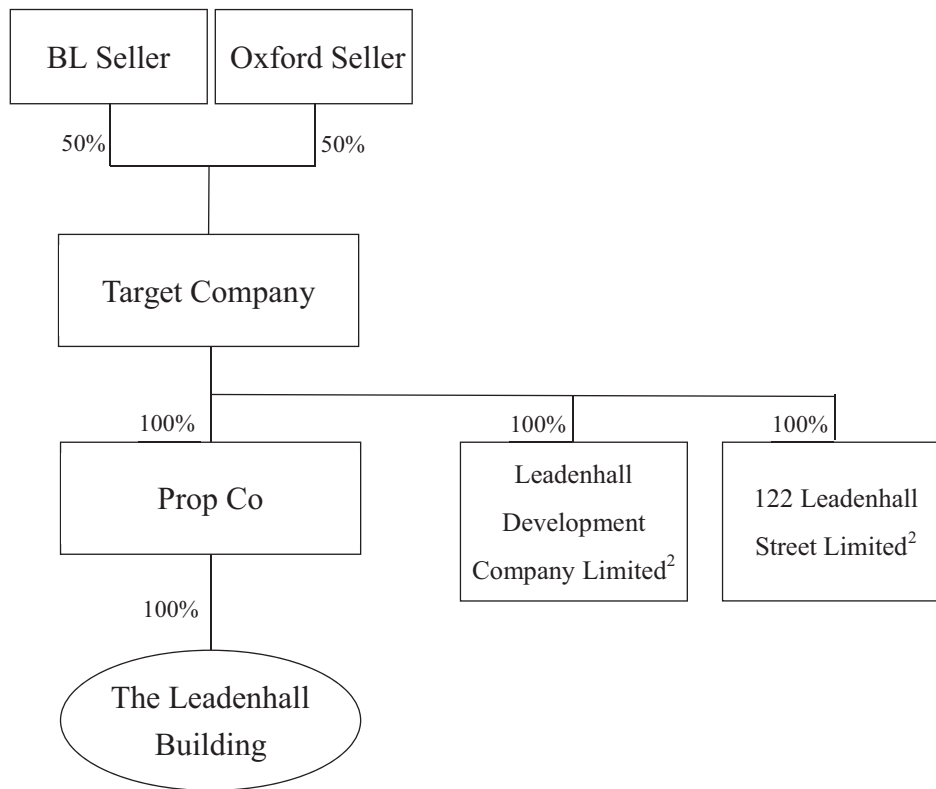 BL Seller
Oxford Seller
50%
50%
Target Company
100%
100%
100%
Prop Co
Leadenhall
Development
Company Limited²
122 Leadenhall
Street Limited²
100%
The Leadenhall
Building